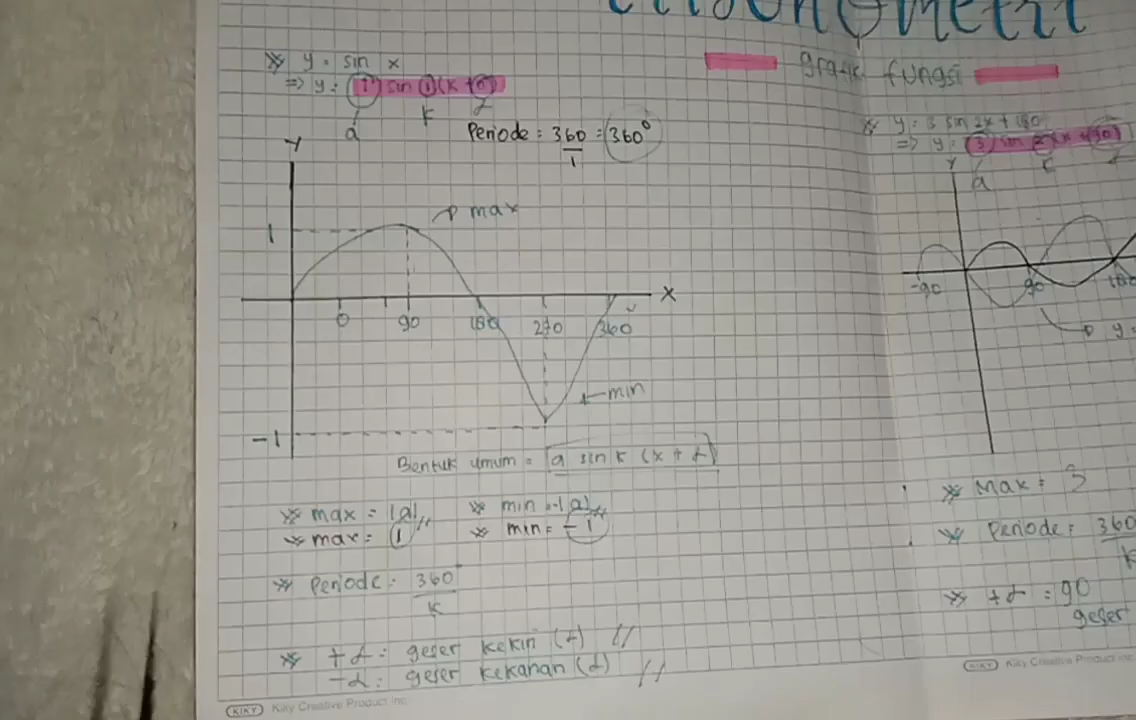 grafik fungsi
⇒ y = sin x
=> y = (1) sin (1)(x + 0)
a k α
Periode = 360/1 = 360°
Y
max
1
X
0 90 180 270 360
min
-1
Bentuk umum = a sin k (x + α)
max = |a| min = -|a|
max = 1 min = -1
Periode = 360°/k
+α = geser kekiri (α) //
-α = geser kekanan (α) //
KIKY Kiky Creative Product inc.
y = 3 sin 2x + 180
=> y = (3) sin 2(x + 90)
a k α
Y
-90 90 180
y =
Max = 3
Periode = 360/k
+α = 90
geser
KIKY Kiky Creative Product Inc